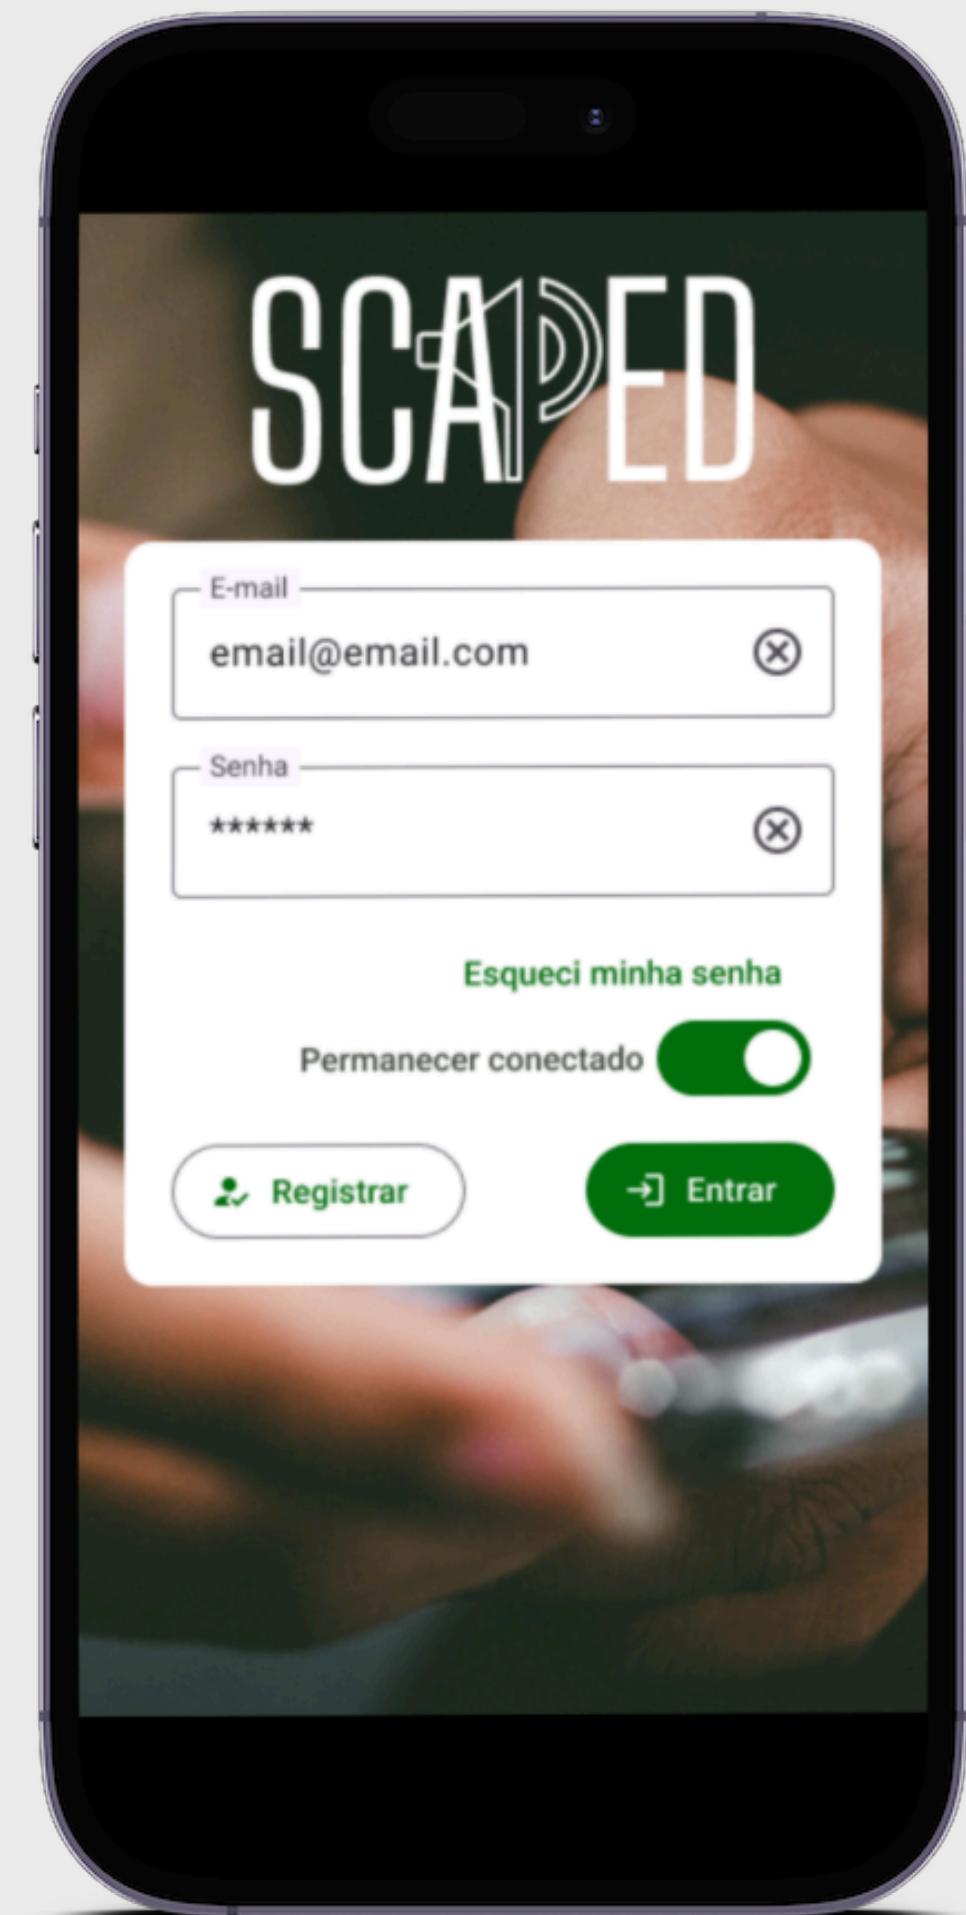 SCAPED
E-mail
email@email.com
Senha
******
Esqueci minha senha
Permanecer conectado
Registrar
Entrar